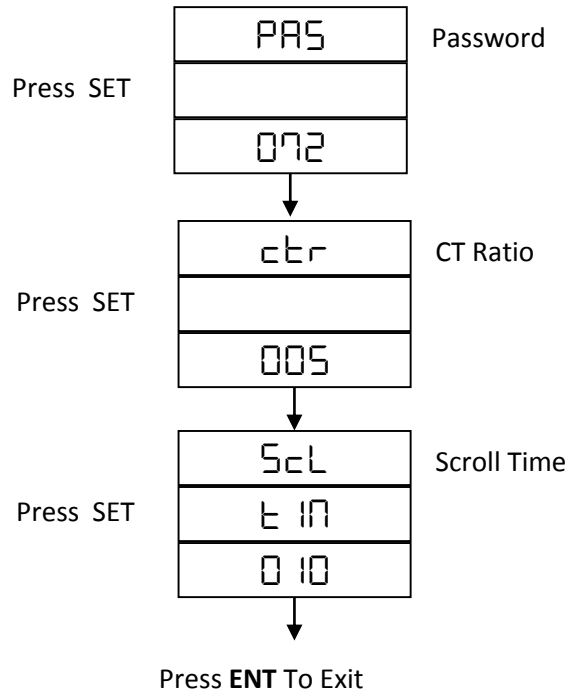 PAS Password
Press SET
072
ctr CT Ratio
Press SET
005
ScL Scroll Time
Press SET tIM
010
Press ENT To Exit